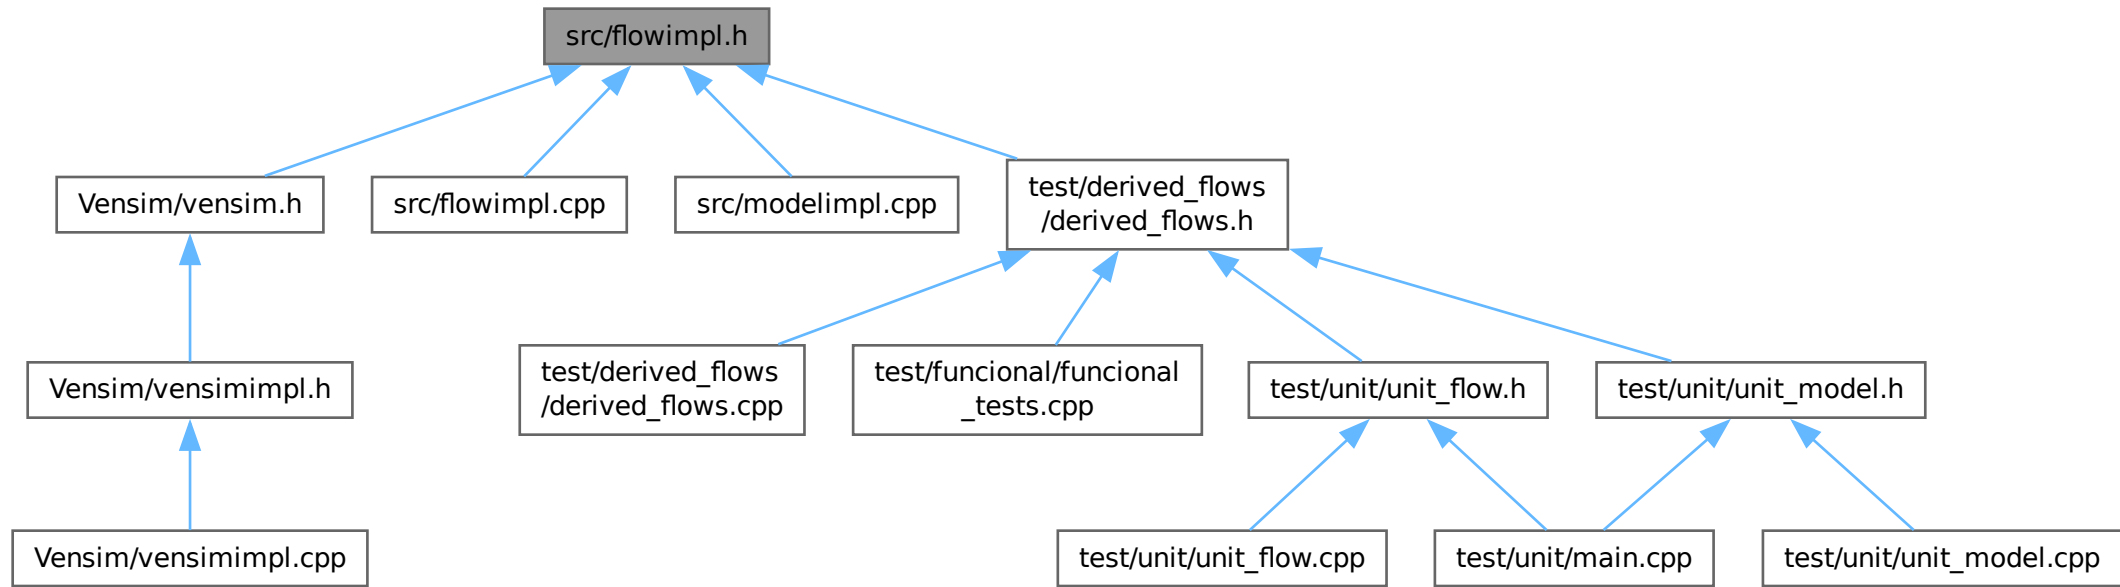 src/flowimpl.h
Vensim/vensim.h
src/flowimpl.cpp
src/modelimpl.cpp
test/derived_flows
/derived_flows.h
Vensim/vensimimpl.h
test/derived_flows
/derived_flows.cpp
test/funcional/funcional
_tests.cpp
test/unit/unit_flow.h
test/unit/unit_model.h
Vensim/vensimimpl.cpp
test/unit/unit_flow.cpp
test/unit/main.cpp
test/unit/unit_model.cpp